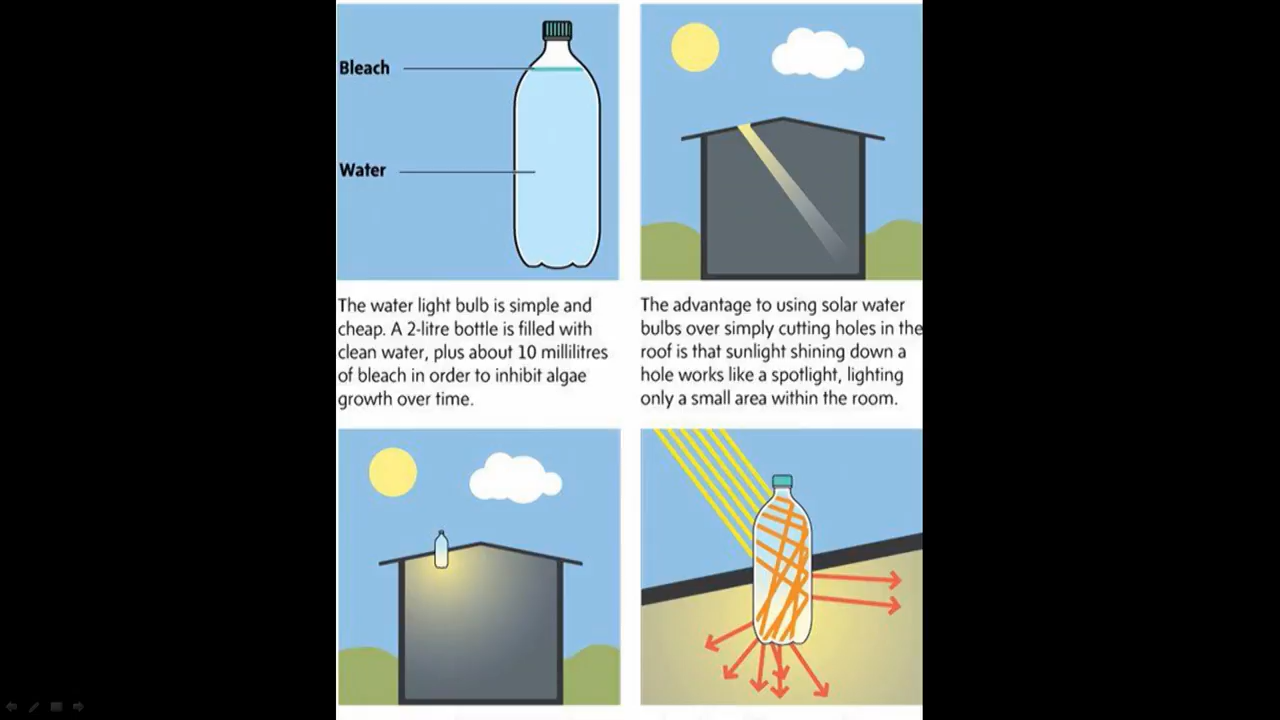 Bleach
Water
The water light bulb is simple and
cheap. A 2-litre bottle is filled with
clean water, plus about 10 millilitres
of bleach in order to inhibit algae
growth over time.
The advantage to using solar water
bulbs over simply cutting holes in the
roof is that sunlight shining down a
hole works like a spotlight, lighting
only a small area within the room.